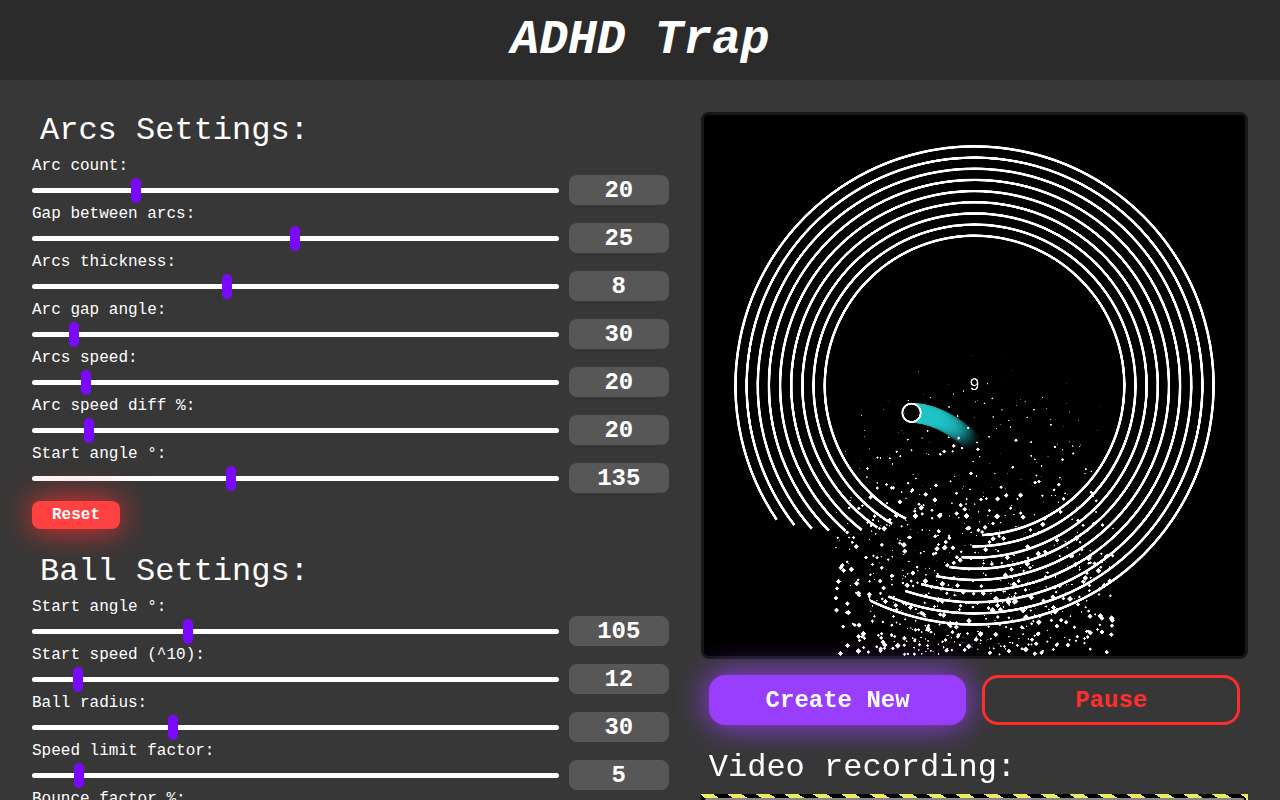 ADHD Trap
Arcs Settings:
Arc count:
20
Gap between arcs:
25
Arcs thickness:
8
Arc gap angle:
30
Arcs speed:
20
Arc speed diff %:
20
Start angle °:
135
Reset
Ball Settings:
Start angle °:
105
Start speed (^10):
12
Ball radius:
30
Speed limit factor:
5
Bounce factor %:
9
Create New
Pause
Video recording: